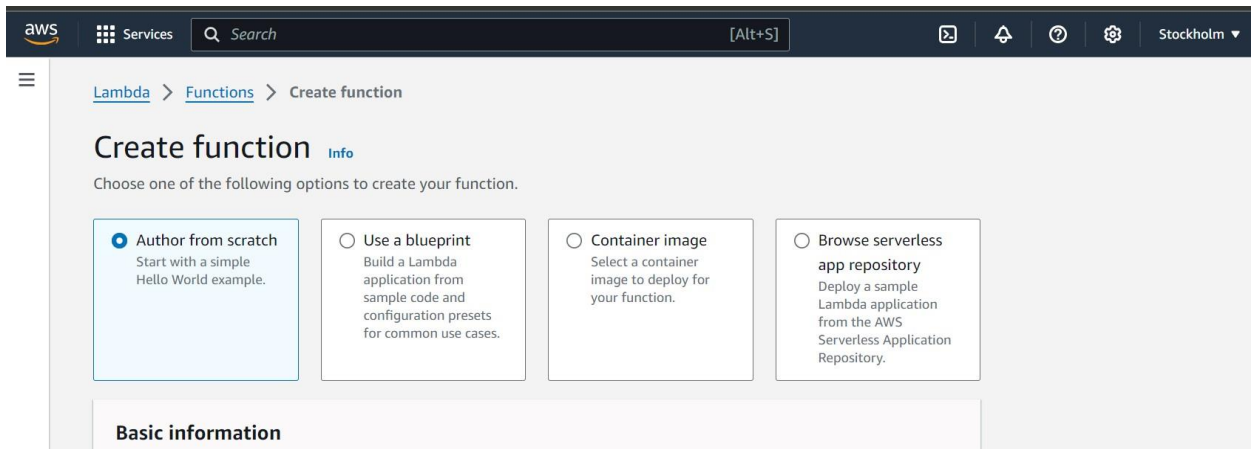 aws
Services
Search
[Alt+S]
Stockholm
Lambda > Functions > Create function
Create function Info
Choose one of the following options to create your function.
Author from scratch
Start with a simple
Hello World example.
Use a blueprint
Build a Lambda
application from
sample code and
configuration presets
for common use cases.
Container image
Select a container
image to deploy for
your function.
Browse serverless
app repository
Deploy a sample
Lambda application
from the AWS
Serverless Application
Repository.
Basic information